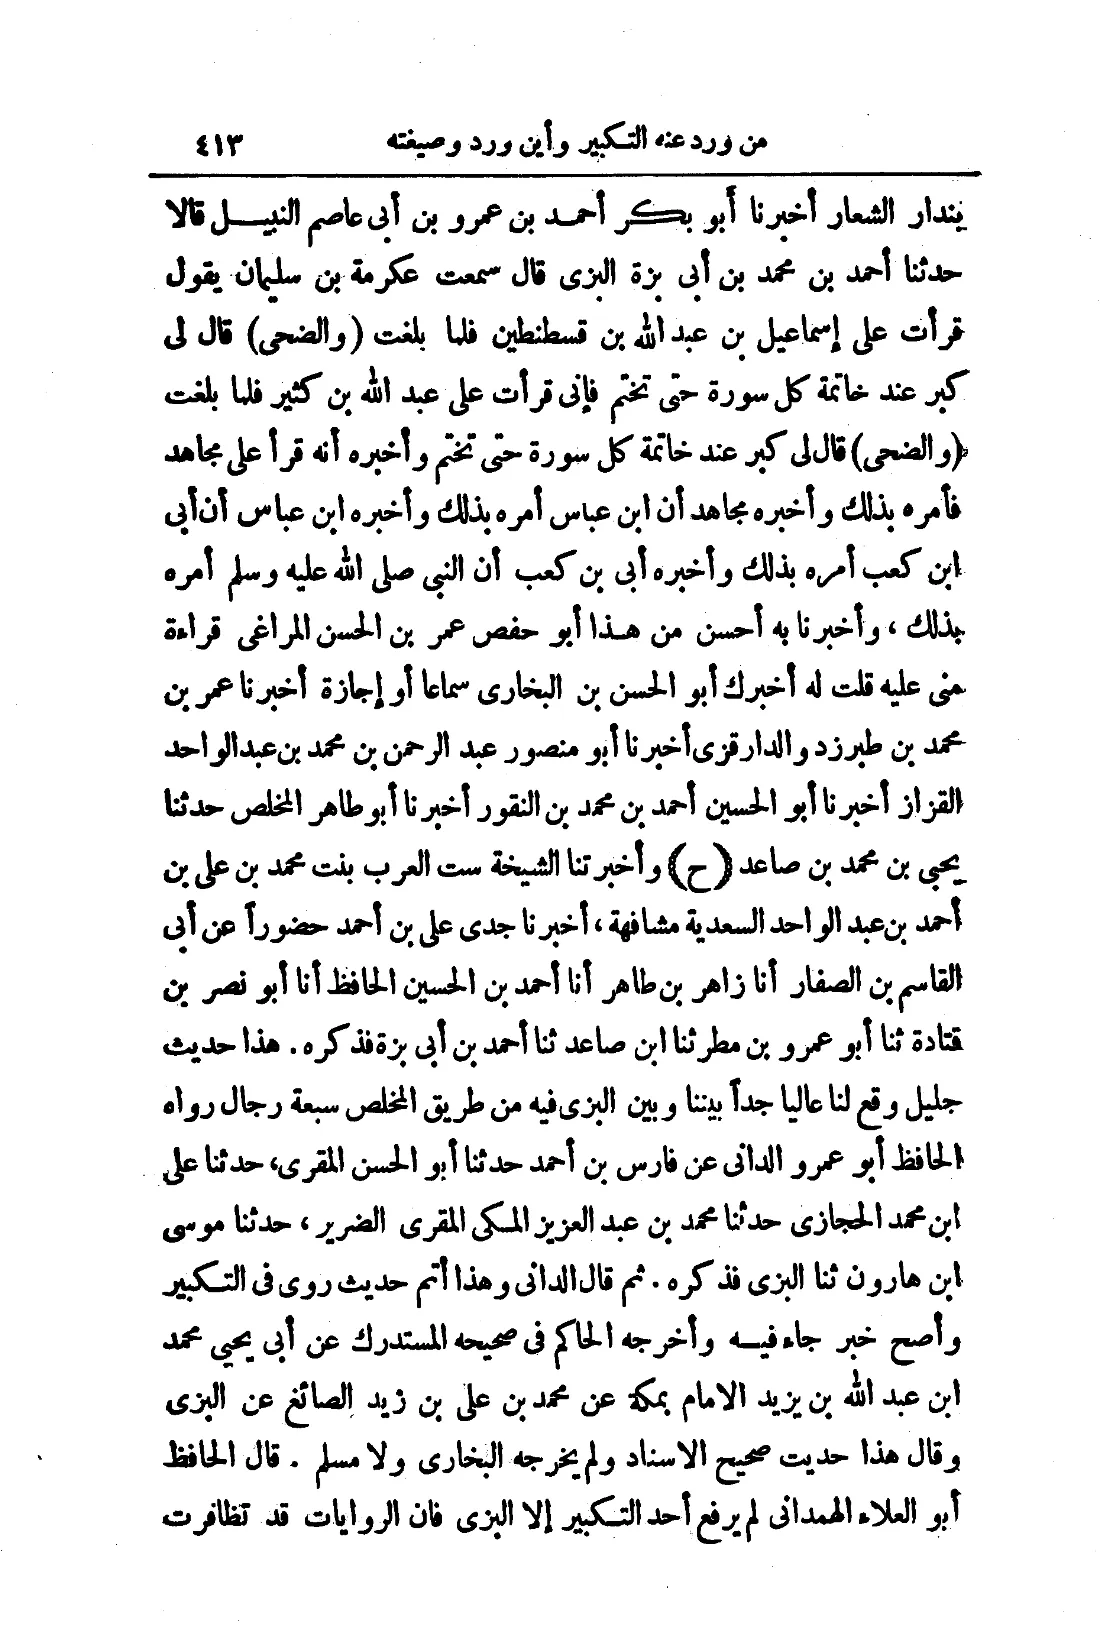 من ورد عنه التكبير وأين ورد وصيغته ٤١٣
بندار الشعار أخبرنا أبو بكر أحمد بن عمرو بن أبى عاصم النبيل قالا
حدثنا أحمد بن محمد بن أبى بزة البزى قال سمعت عكرمة بن سليمان يقول
قرأت على إسماعيل بن عبد الله بن قسطنطين فلما بلغت (والضحى) قال لى
كبر عند خاتمة كل سورة حتى تختم فإنى قرأت على عبد الله بن كثير فلما بلغت
(والضحى) قال لى كبر عند خاتمة كل سورة حتى تختم وأخبره أنه قرأ على مجاهد
فأمره بذلك وأخبره مجاهد أن ابن عباس أمره بذلك وأخبره ابن عباس أن أبى
ابن كعب أمره بذلك وأخبره أبى بن كعب أن النبي صلى الله عليه وسلم أمره
بذلك ، وأخبرنا به أحسن من هذا أبو حفص عمر بن الحسن المراغى قراءة
منى عليه قلت له أخبرك أبو الحسن بن البخارى سماعا أو إجازة أخبرنا عمر بن
محمد بن طبرزد والدارقزى أخبرنا أبو منصور عبد الرحمن بن محمد بن عبد الواحد
القزاز أخبرنا أبو الحسين أحمد بن محمد بن النقور أخبرنا أبو طاهر المخلص حدثنا
يحيى بن محمد بن صاعد (ح) وأخبرتنا الشيخة ست العرب بنت محمد بن على بن
أحمد بن عبد الواحد السعدية مشافهة ، أخبرنا جدى على بن أحمد حضوراً عن أبى
القاسم بن الصفار أنا زاهر بن طاهر أنا أحمد بن الحسين الحافظ أنا أبو نصر بن
قتادة ثنا أبو عمرو بن مطر ثنا ابن صاعد ثنا أحمد بن أبى بزة فذكره . هذا حديث
جليل وقع لنا عاليا جداً بيننا وبين البزى فيه من طريق المخلص سبعة رجال رواه
الحافظ أبو عمرو الدانى عن فارس بن أحمد حدثنا أبو الحسن المقرى، حدثنا على
ابن محمد الحجازى حدثنا محمد بن عبد العزيز المكى المقرى الضرير ، حدثنا موسى
ابن هارون ثنا البزى فذكره . ثم قال الدانى وهذا أتم حديث روى فى التكبير
وأصح خبر جاء فيه وأخرجه الحاكم فى صحيحه المستدرك عن أبى يحيي محمد
ابن عبد الله بن يزيد الامام بمكة عن محمد بن على بن زيد الصائغ عن البزى
وقال هذا حديث صحيح الاسناد ولم يخرجه البخارى ولا مسلم . قال الحافظ
أبو العلاء الهمدانى لم يرفع أحد التكبير إلا البزى فان الروايات قد تظافرت